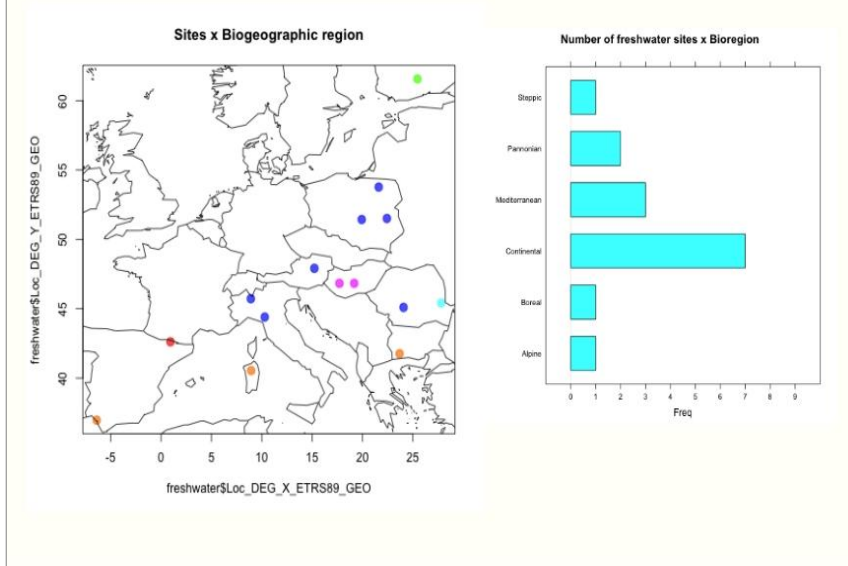 Sites x Biogeographic region
freshwater$Loc_DEG_Y_ETRS89_GEO
60
55
50
45
40
-5 0 5 10 15 20 25
freshwater$Loc_DEG_X_ETRS89_GEO
Number of freshwater sites x Bioregion
Steppic
Pannonian
Mediterranean
Continental
Boreal
Alpine
0 1 2 3 4 5 6 7 8 9
Freq